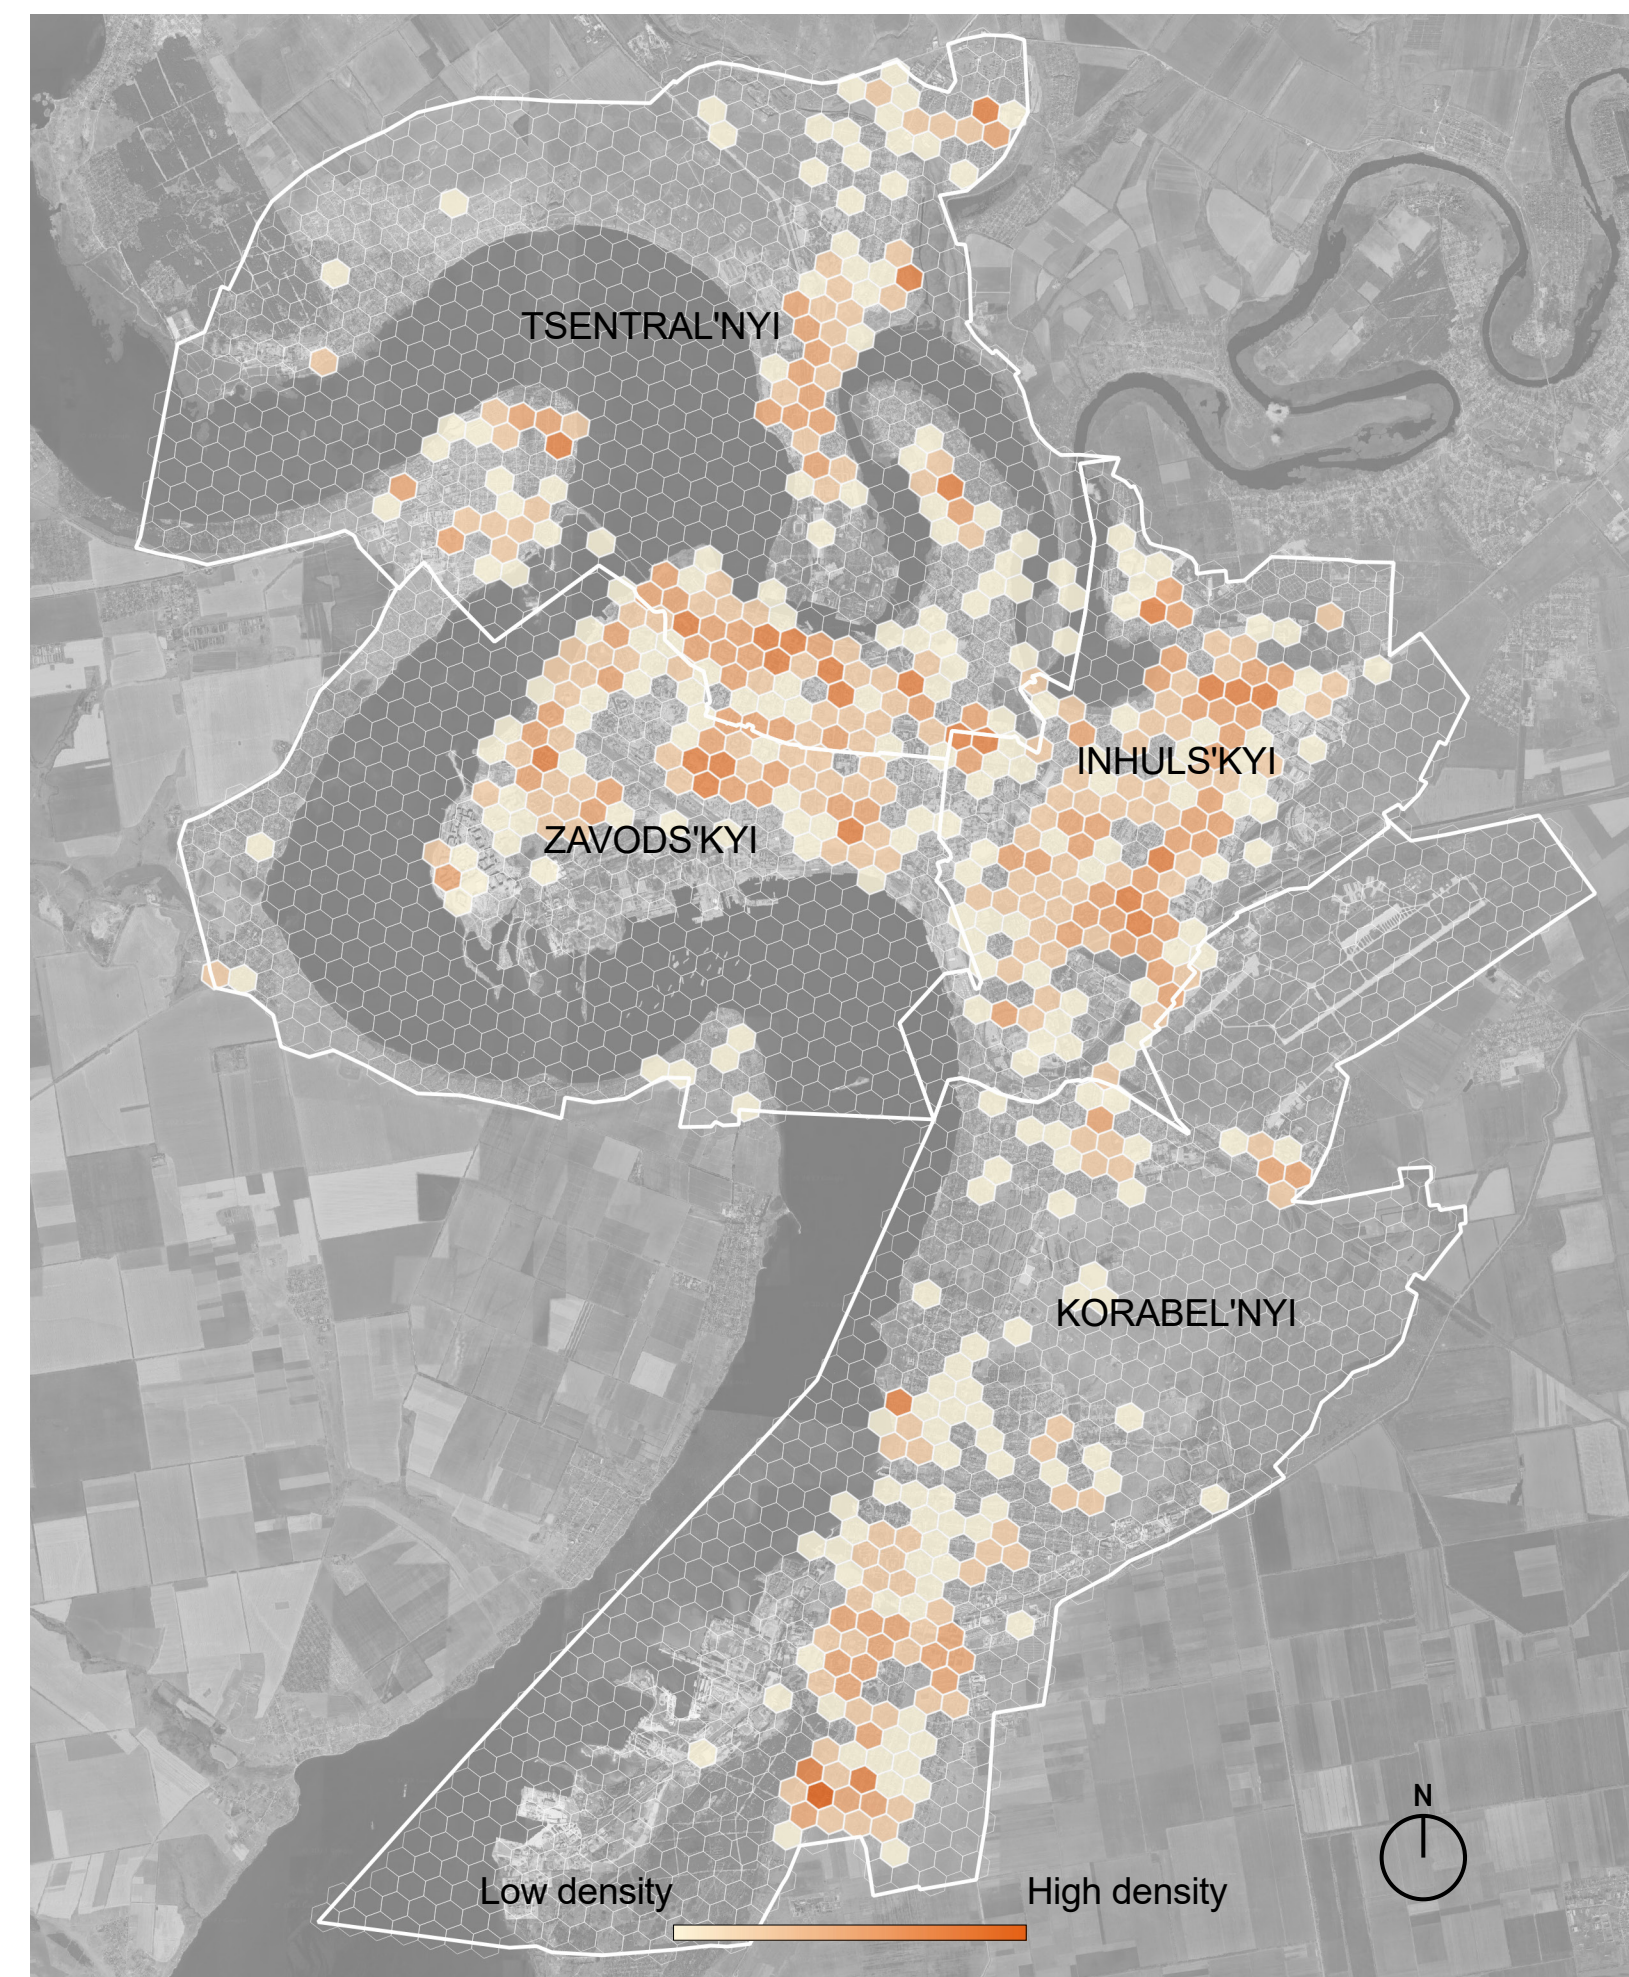 TSENTRAL'NYI
INHULS'KYI
ZAVODS'KYI
KORABEL'NYI
N
Low density
High density